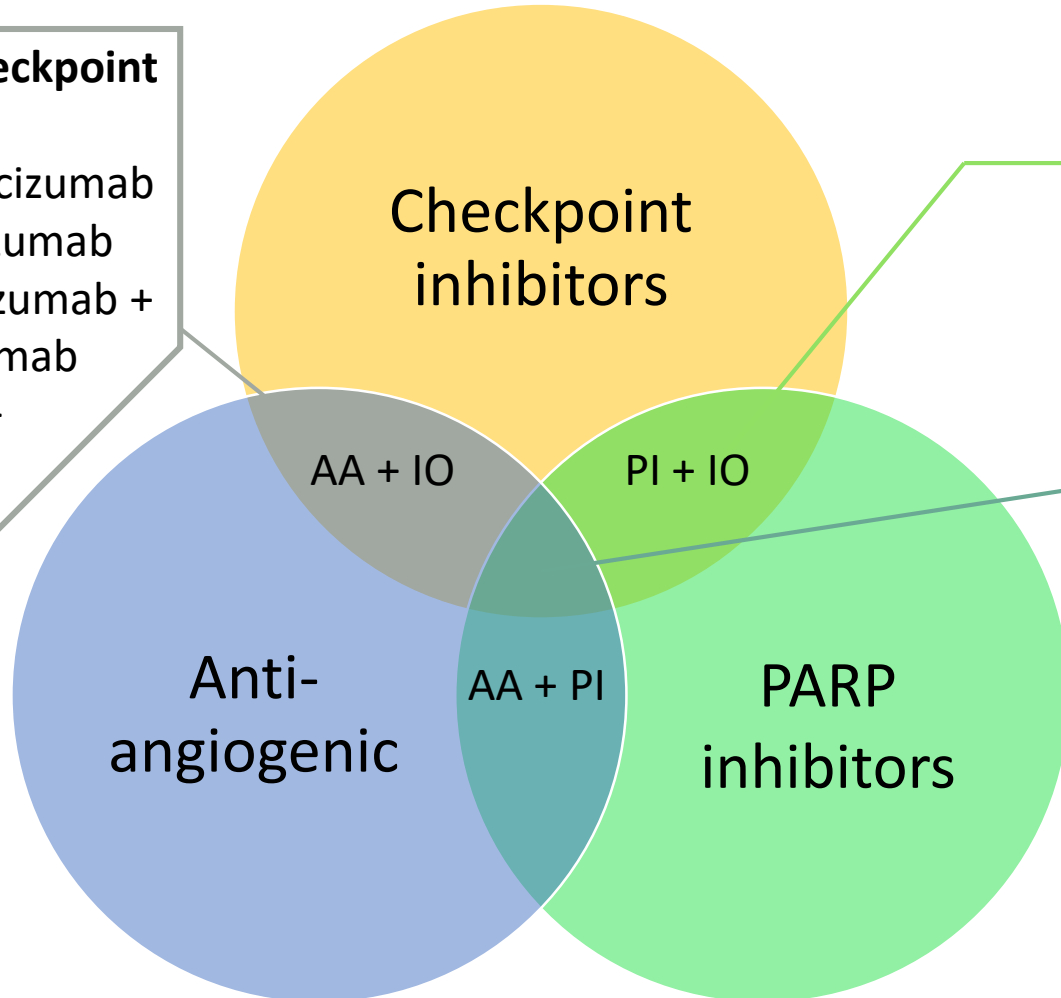 eckpoint
cizumab
umab
zumab +
mab
Checkpoint
inhibitors
AA + IO
PI + IO
Anti-
angiogenic
AA + PI
PARP
inhibitors